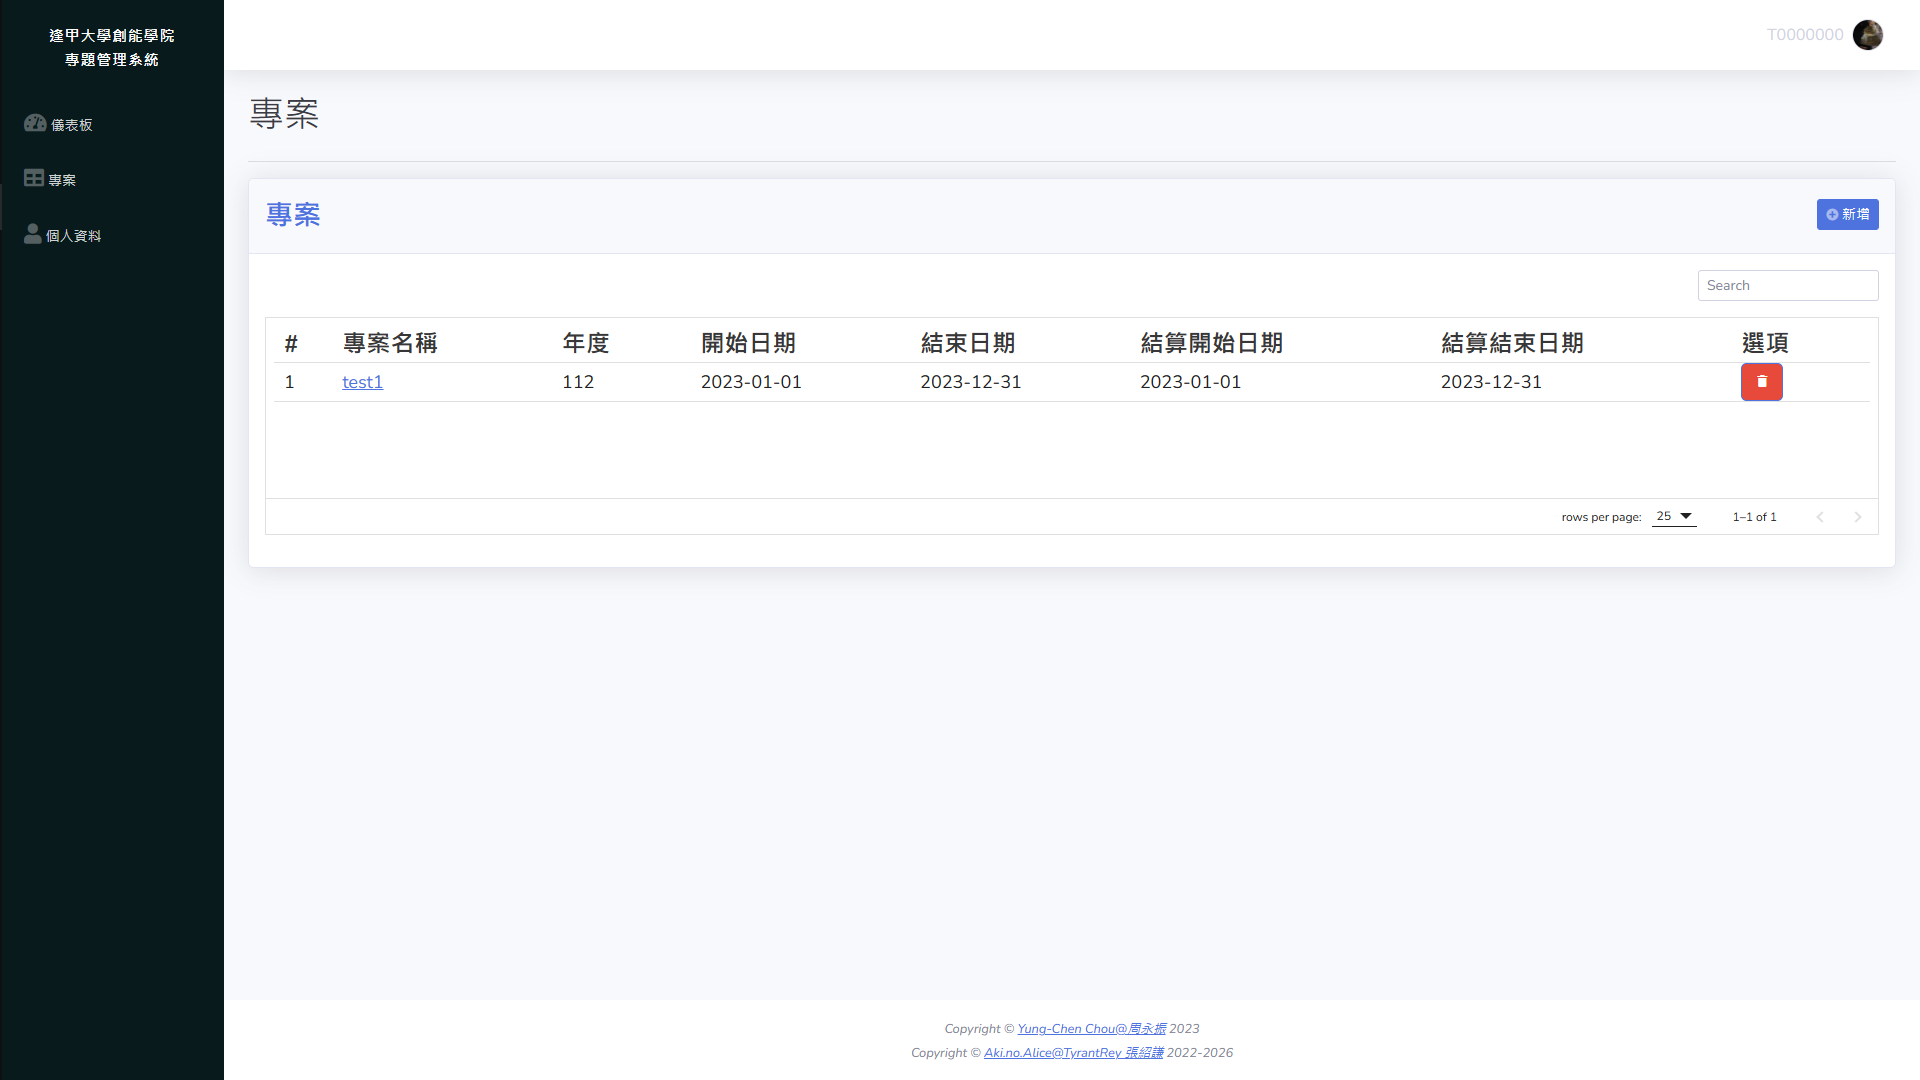 逢甲大學創能學院
專題管理系統
儀表板
專案
個人資料
T0000000
專案
專案
新增
Search
# 專案名稱 年度 開始日期 結束日期 結算開始日期 結算結束日期 選項
1 test1 112 2023-01-01 2023-12-31 2023-01-01 2023-12-31
rows per page: 25 1–1 of 1
Copyright © Yung-Chen Chou@周永振 2023
Copyright © Aki.no.Alice@TyrantRey 張紹謙 2022-2026